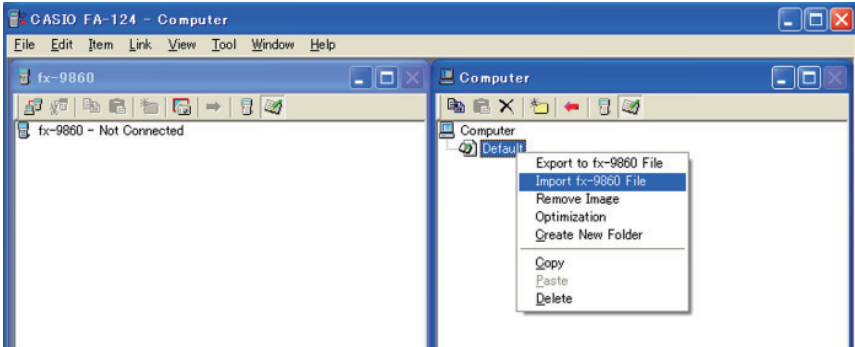 CASIO FA-124 - Computer
File Edit Item Link View Tool Window Help
fx-9860
fx-9860 - Not Connected
Computer
Computer
Default
Export to fx-9860 File
Import fx-9860 File
Remove Image
Optimization
Create New Folder
Copy
Paste
Delete